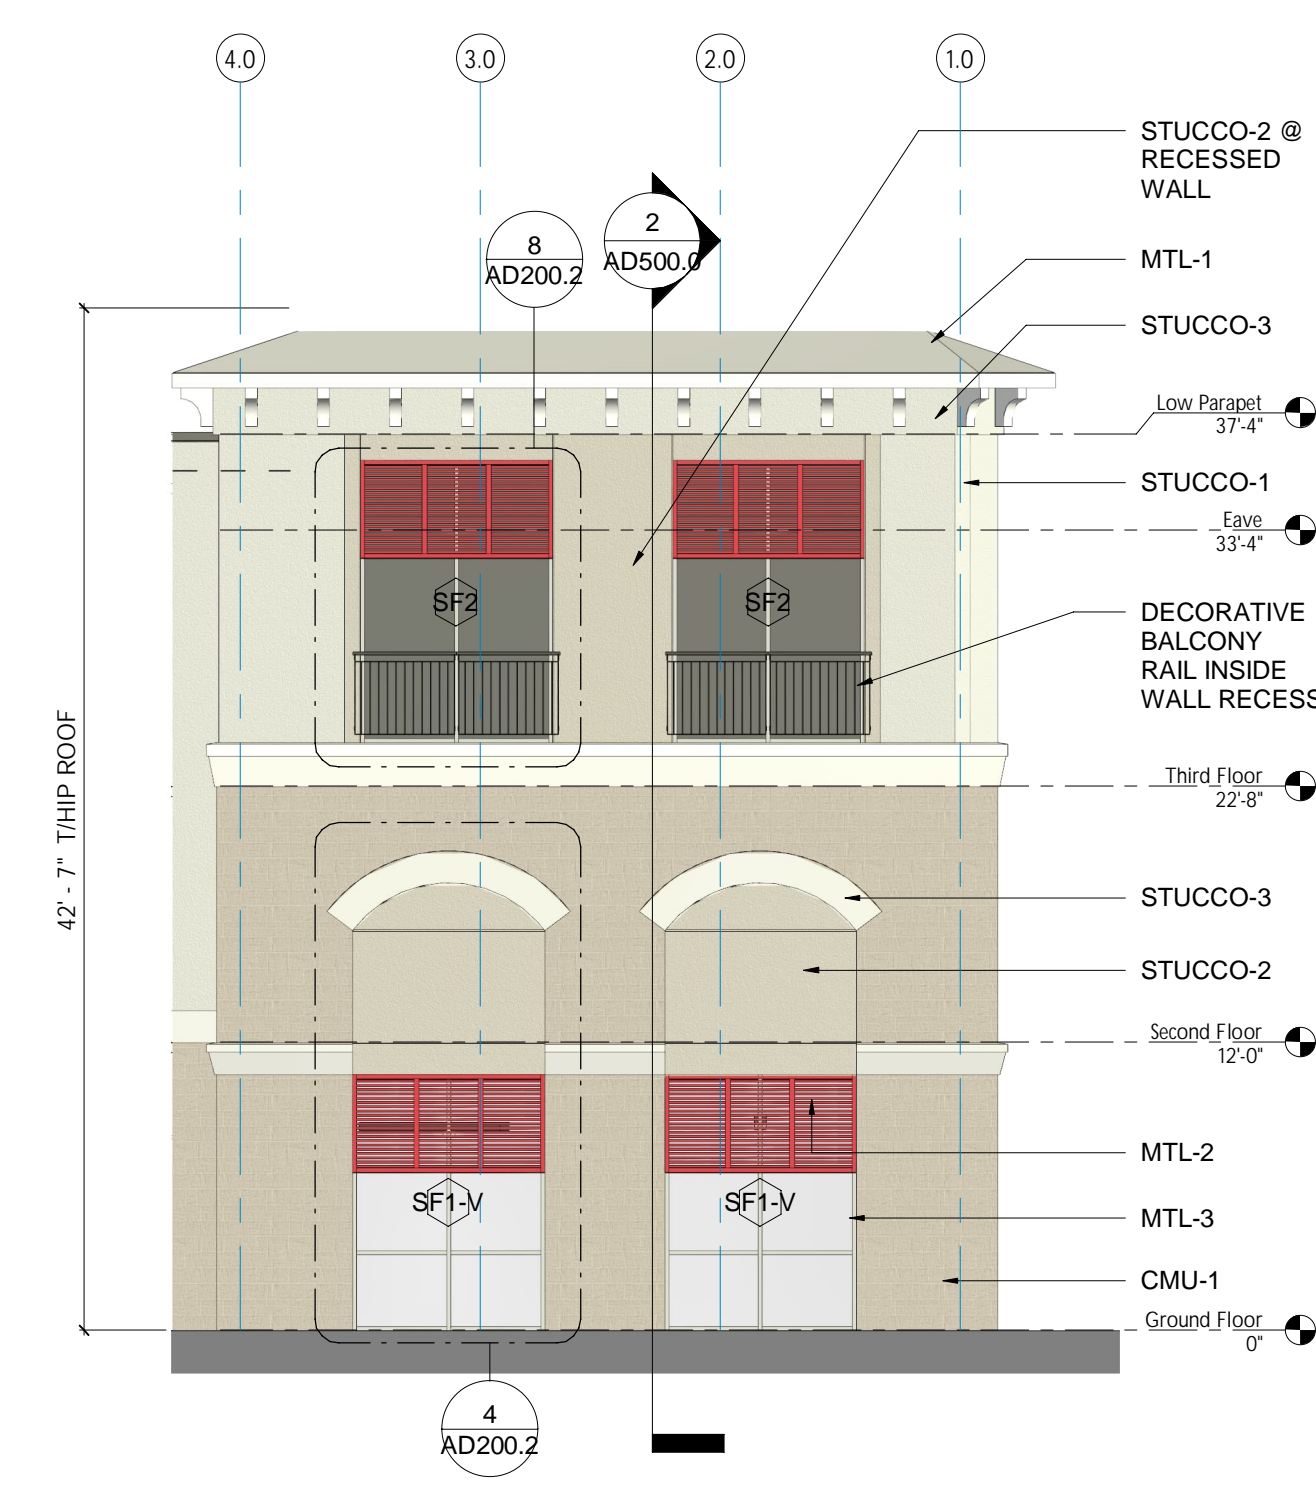 4.0
3.0
2.0
1.0
STUCCO-2 @
RECESSED
WALL
8
AD200.2
2
AD500.0
MTL-1
STUCCO-3
Low Parapet
37'-4"
STUCCO-1
Eave
33'-4"
SF2
SF2
DECORATIVE
BALCONY
RAIL INSIDE
WALL RECESS
42' - 7" T/HIP ROOF
Third Floor
22'-8"
STUCCO-3
STUCCO-2
Second Floor
12'-0"
MTL-2
SF1-V
SF1-V
MTL-3
CMU-1
Ground Floor
0"
4
AD200.2